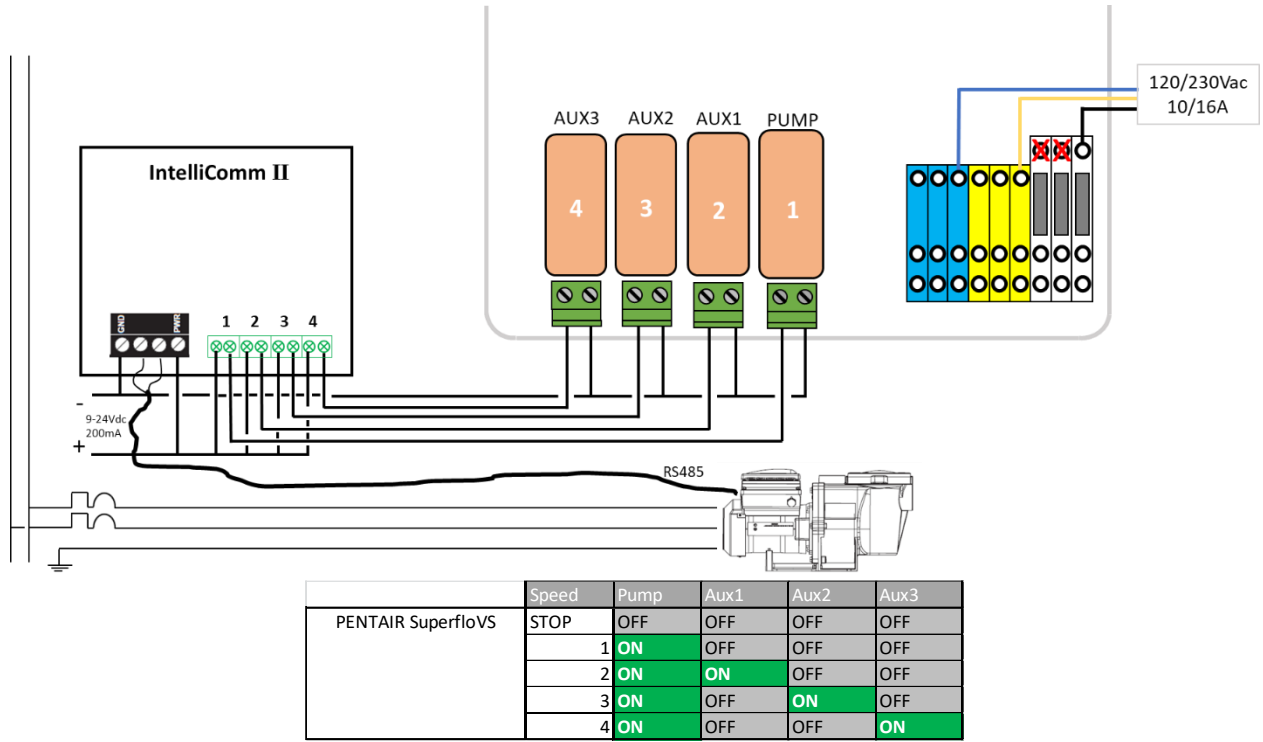 120/230Vac
10/16A
AUX3 AUX2 AUX1 PUMP
IntelliComm II
4 3 2 1
GND PWR
1 2 3 4
-
9-24Vdc
200mA
+
RS485
Speed Pump Aux1 Aux2 Aux3
PENTAIR SuperfloVS STOP OFF OFF OFF OFF
1 ON OFF OFF OFF
2 ON ON OFF OFF
3 ON OFF ON OFF
4 ON OFF OFF ON